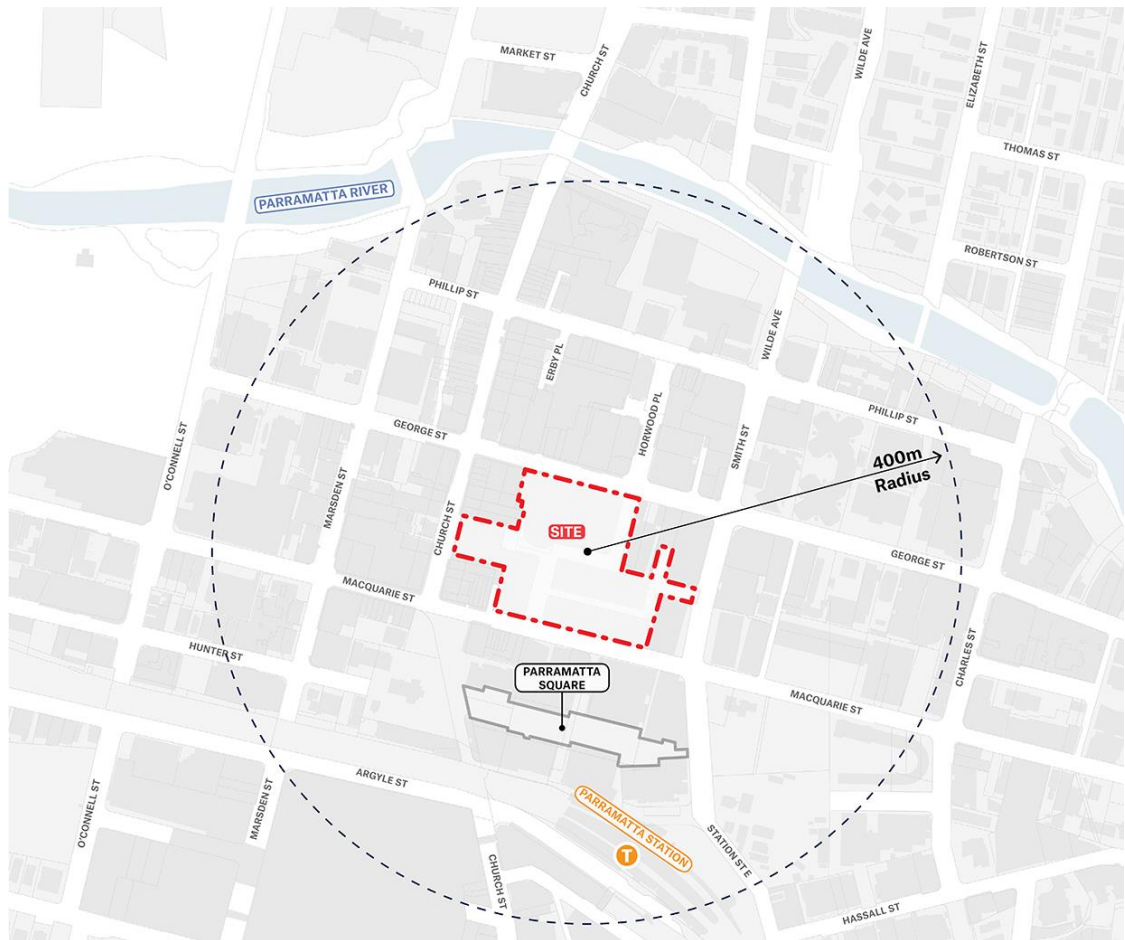 MARKET ST
CHURCH ST
WILDE AVE
ELIZABETH ST
THOMAS ST
PARRAMATTA RIVER
ROBERTSON ST
PHILLIP ST
WILDE AVE
ERBY PL
HORWOOD PL
PHILLIP ST
GEORGE ST
SMITH ST
O'CONNELL ST
400m
Radius
MARSDEN ST
CHURCH ST
SITE
GEORGE ST
MACQUARIE ST
HUNTER ST
CHARLES ST
PARRAMATTA
SQUARE
MACQUARIE ST
ARGYLE ST
O'CONNELL ST
MARSDEN ST
PARRAMATTA STATION
T
STATION ST E
CHURCH ST
HASSALL ST